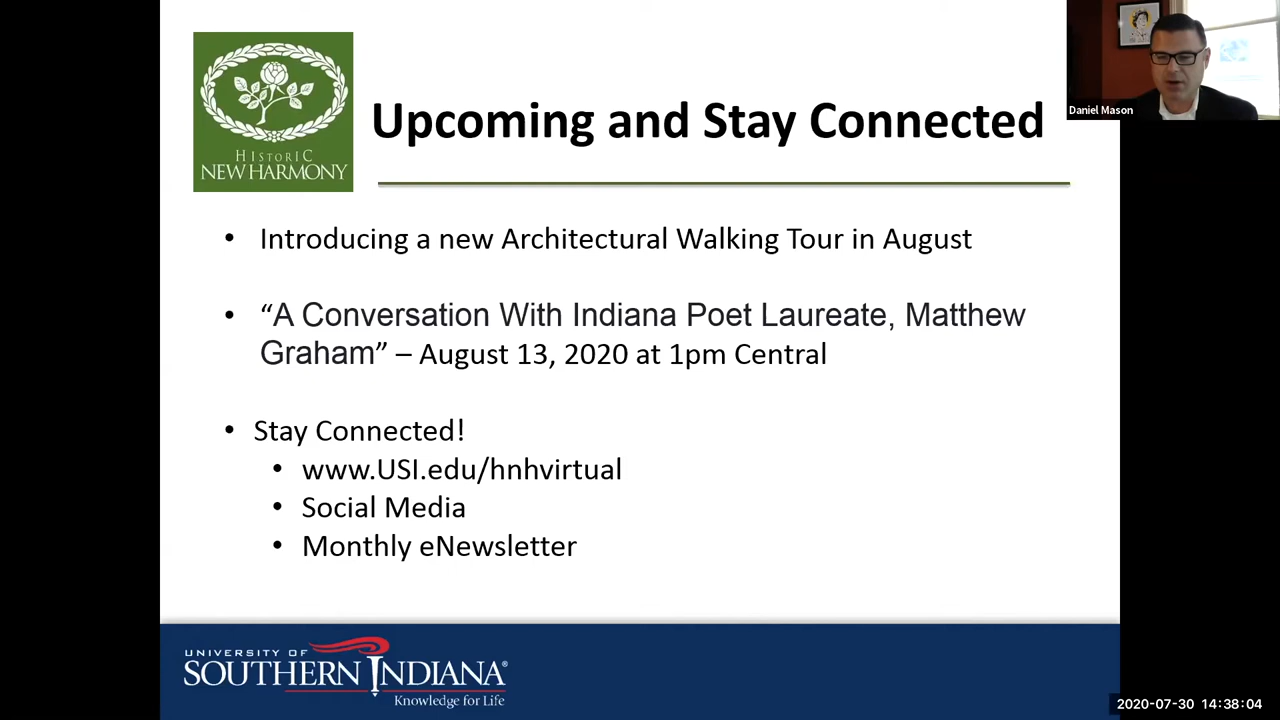 HISTORIC
NEW HARMONY
Upcoming and Stay Connected
Daniel Mason
• Introducing a new Architectural Walking Tour in August
• “A Conversation With Indiana Poet Laureate, Matthew
Graham” – August 13, 2020 at 1pm Central
• Stay Connected!
• www.USI.edu/hnhvirtual
• Social Media
• Monthly eNewsletter
UNIVERSITY OF
SOUTHERN INDIANA®
Knowledge for Life
2020-07-30 14:38:04